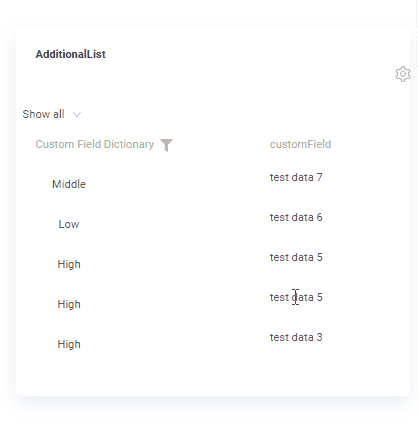 AdditionalList
Show all
Custom Field Dictionary customField
Middle test data 7
Low test data 6
High test data 5
High test data 5
High test data 3